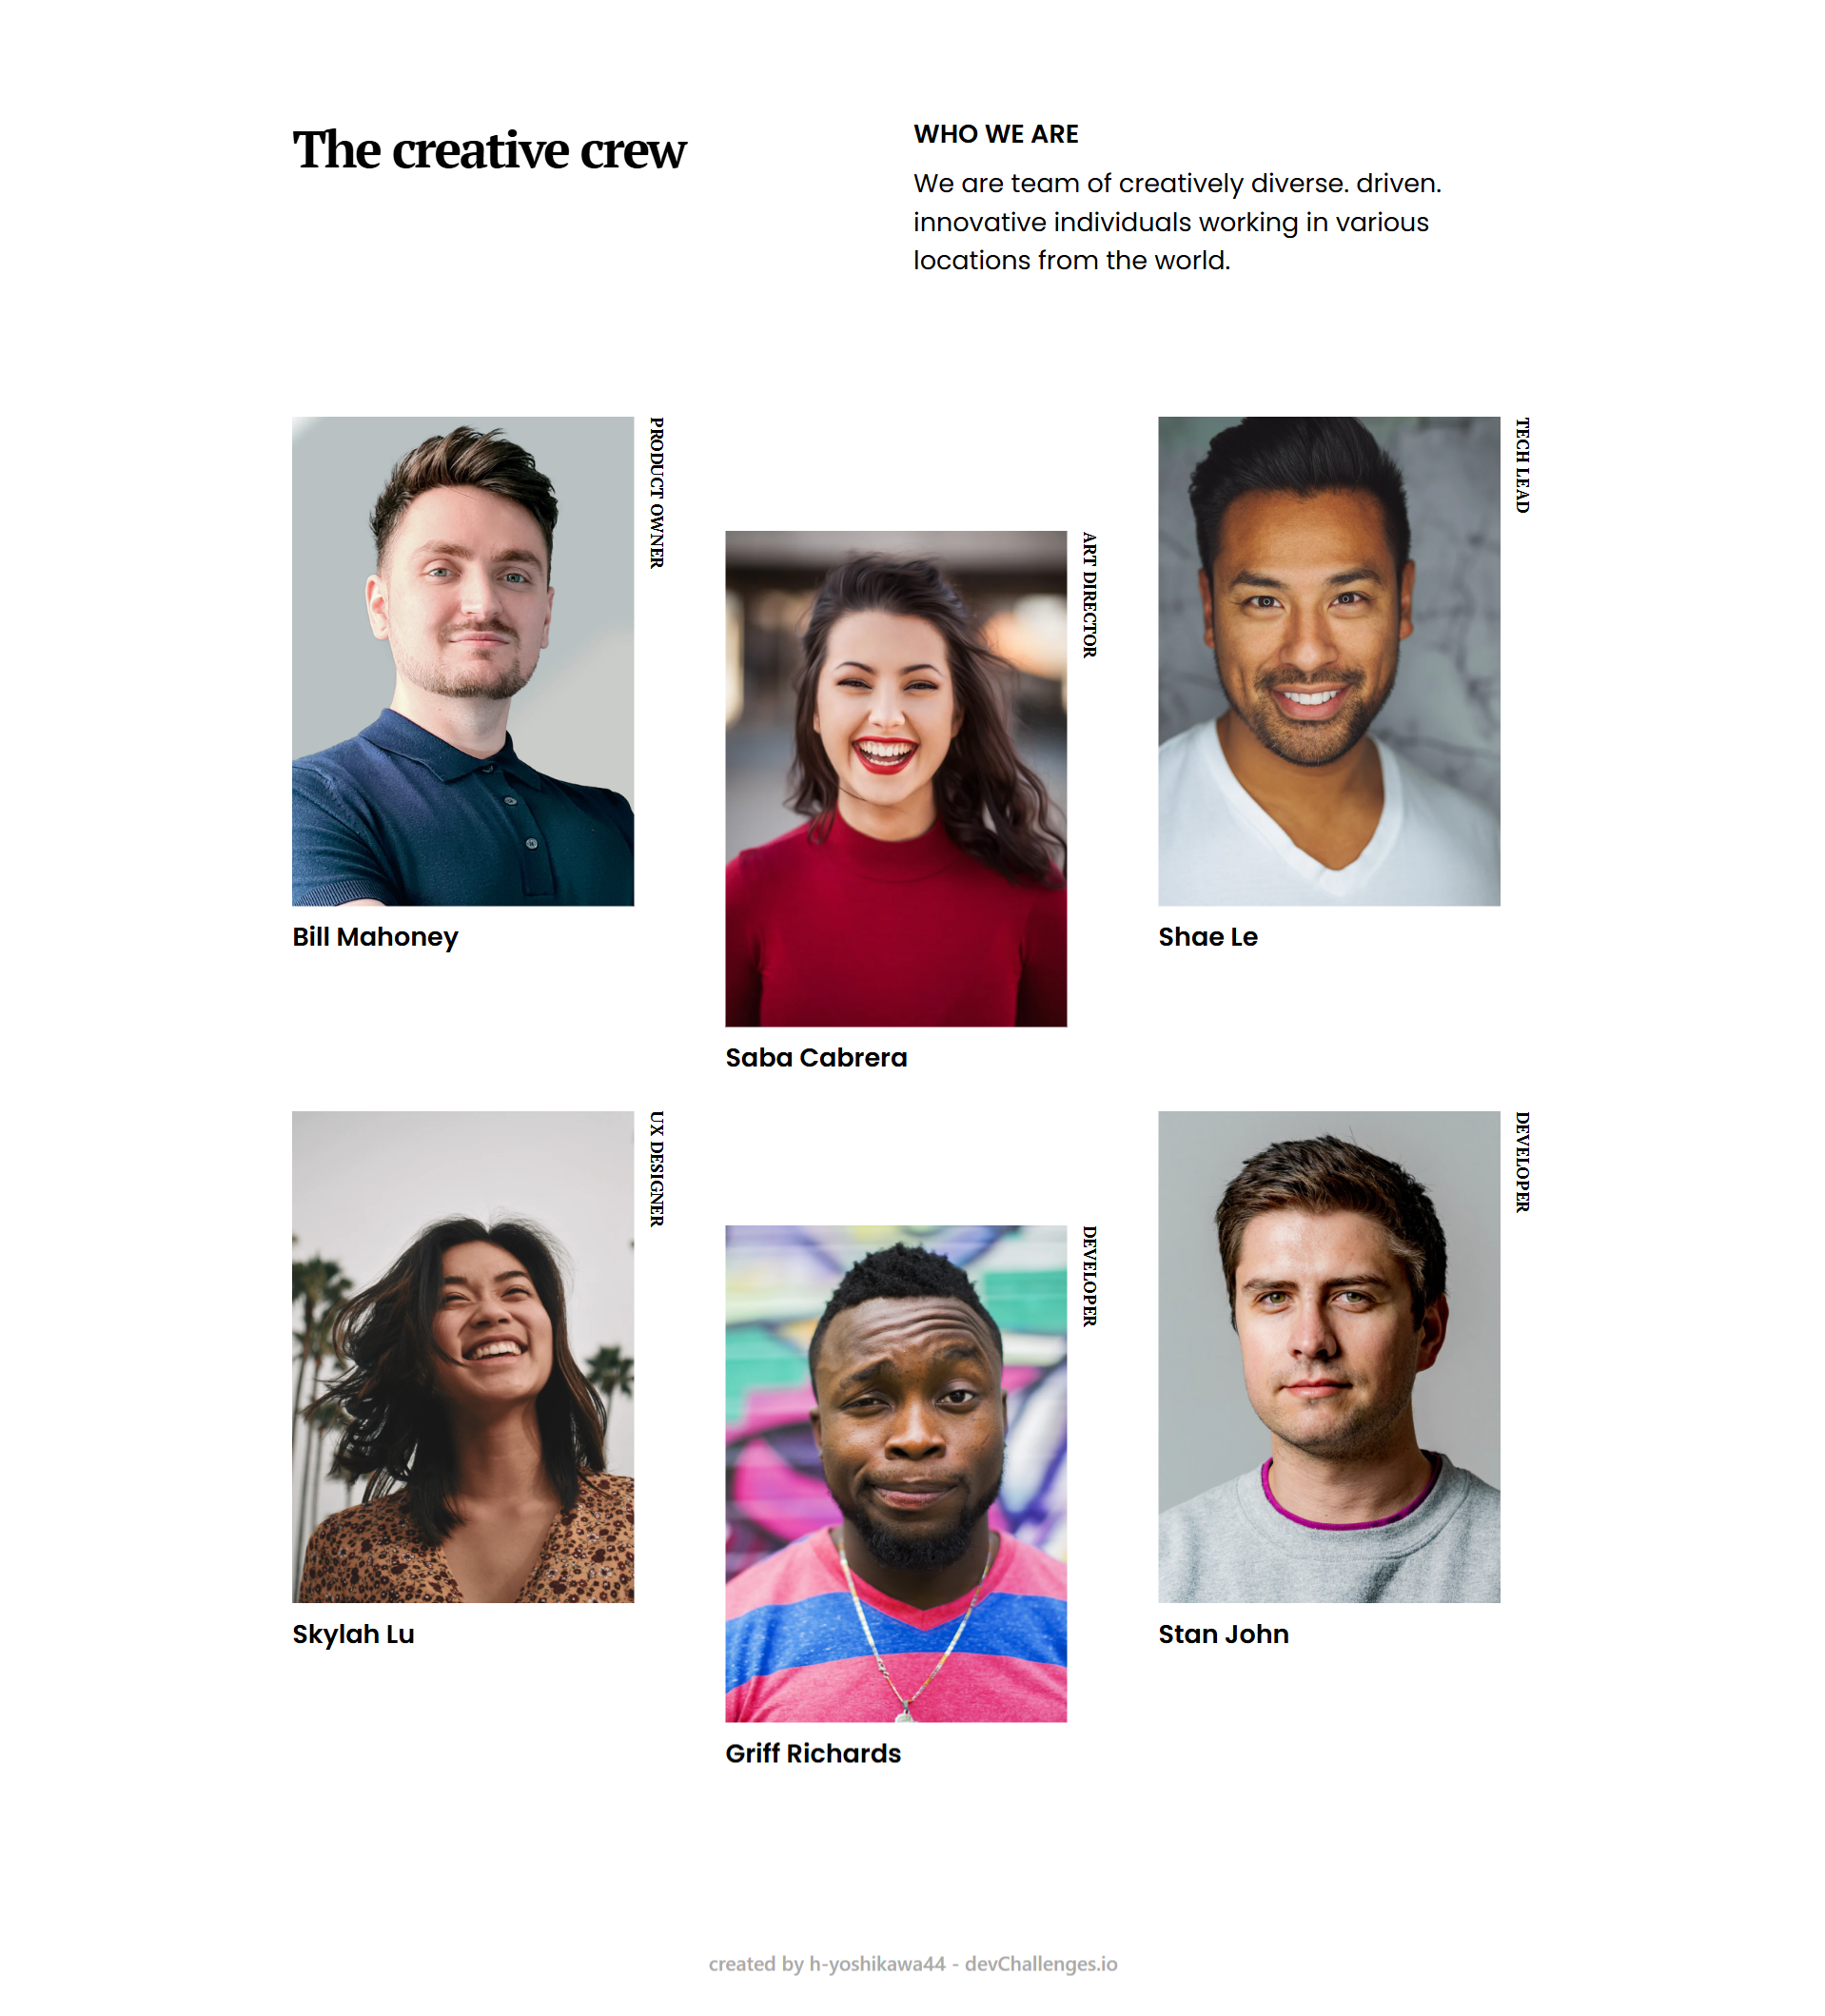 The creative crew
WHO WE ARE
We are team of creatively diverse. driven.
innovative individuals working in various
locations from the world.
PRODUCT OWNER
Bill Mahoney
ART DIRECTOR
Saba Cabrera
TECH LEAD
Shae Le
UX DESIGNER
Skylah Lu
DEVELOPER
Griff Richards
DEVELOPER
Stan John
created by h-yoshikawa44 - devChallenges.io